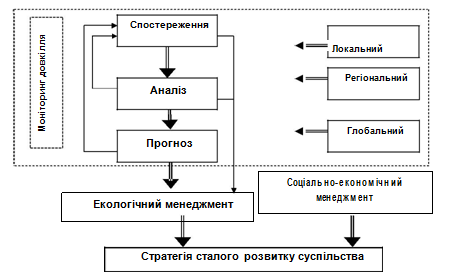 Моніторинг довкілля
Спостереження
Аналіз
Прогноз
Локальний
Регіональний
Глобальний
Екологічний менеджмент
Соціально-економічний
менеджмент
Стратегія сталого розвитку суспільства